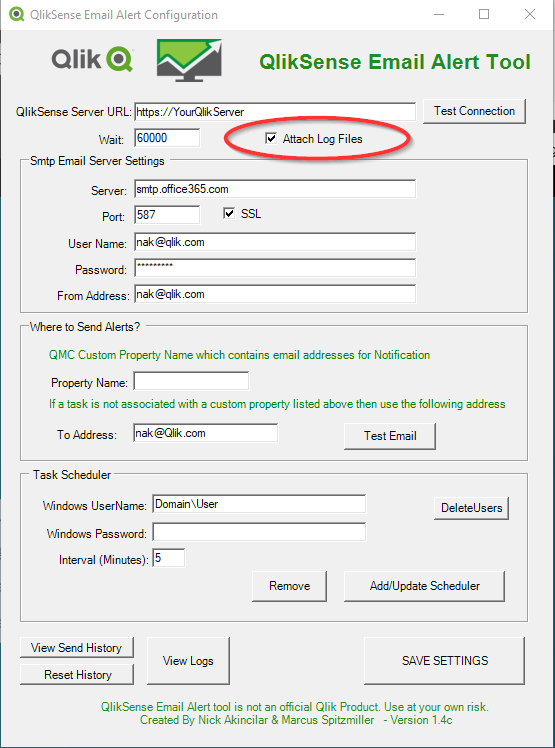 QlikSense Email Alert Configuration
Qlik Q
QlikSense Email Alert Tool
QlikSense Server URL: https://YourQlikServer Test Connection
Wait: 60000 Attach Log Files
Smtp Email Server Settings
Server: smtp.office365.com
Port: 587 SSL
User Name: nak@qlik.com
Password: *********
From Address: nak@qlik.com
Where to Send Alerts?
QMC Custom Property Name which contains email addresses for Notification
Property Name:
If a task is not associated with a custom property listed above then use the following address
To Address: nak@Qlik.com Test Email
Task Scheduler
Windows UserName: Domain\User DeleteUsers
Windows Password:
Interval (Minutes): 5
Remove Add/Update Scheduler
View Send History
Reset History
View Logs
SAVE SETTINGS
QlikSense Email Alert tool is not an official Qlik Product. Use at your own risk.
Created By Nick Akincilar & Marcus Spitzmiller - Version 1.4c